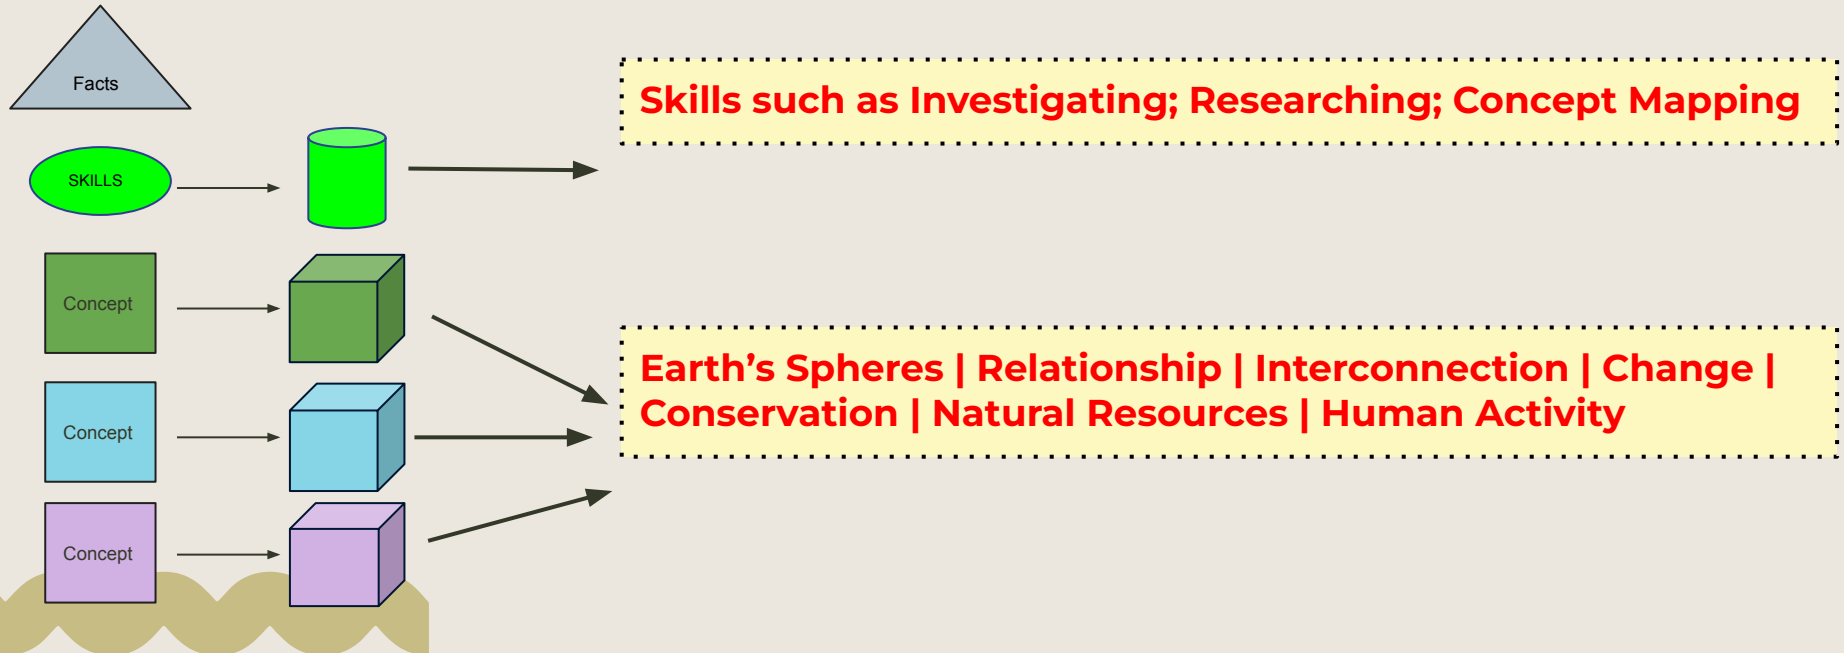 Facts
Skills such as Investigating; Researching; Concept Mapping
SKILLS
Concept
Earth’s Spheres | Relationship | Interconnection | Change |
Conservation | Natural Resources | Human Activity
Concept
Concept